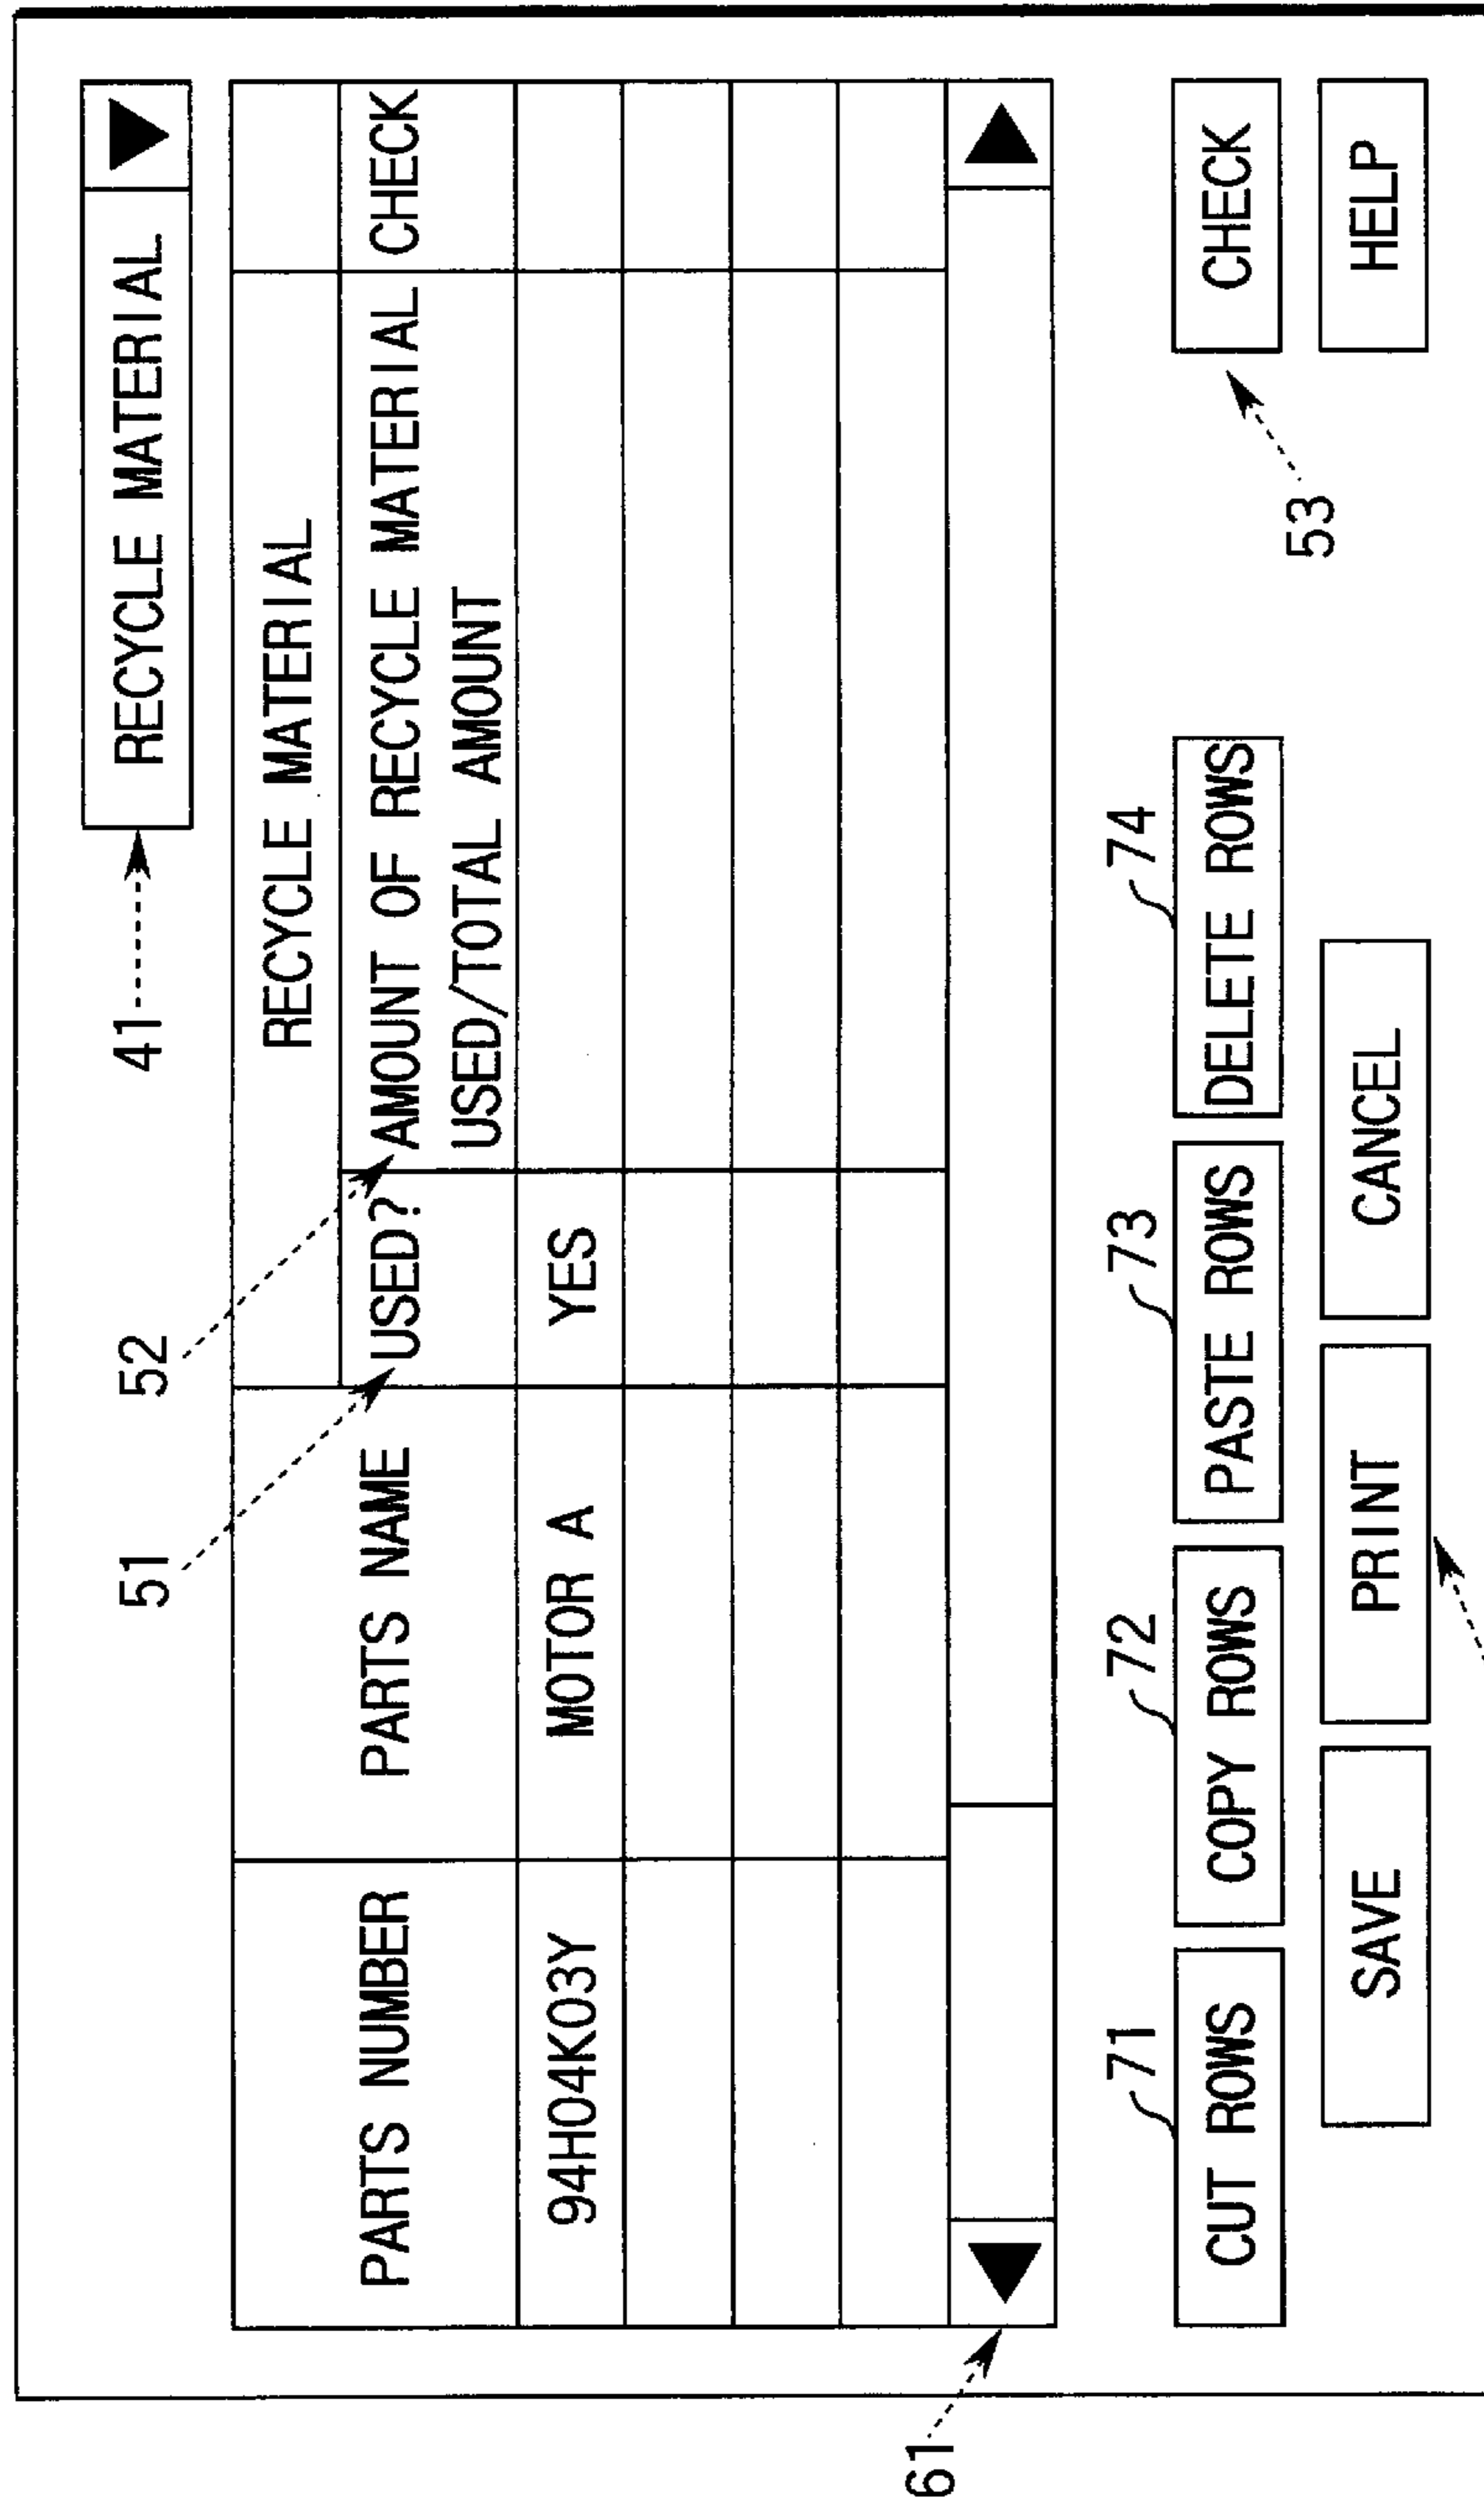 41
RECYCLE MATERIAL
51
52
PARTS NUMBER
PARTS NAME
RECYCLE MATERIAL
USED?
AMOUNT OF RECYCLE MATERIAL
USED/TOTAL AMOUNT
CHECK
94H04K03Y
MOTOR A
YES
61
71
72
73
74
CUT ROWS
COPY ROWS
PASTE ROWS
DELETE ROWS
CHECK
53
SAVE
PRINT
CANCEL
HELP